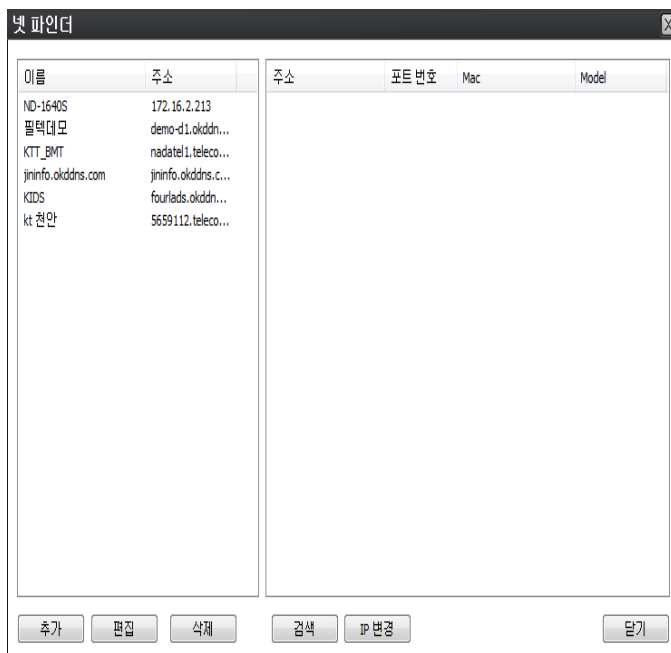 넷 파인더
이름 주소 주소 포트 번호 Mac Model
ND-1640S 172.16.2.213
필텍데모 demo-d1.okddn...
KTT_BMT nadatel1.teleco...
jininfo.okddns.com jininfo.okddns.c...
KIDS fourlads.okddn...
kt 천안 5659112.teleco...
추가 편집 삭제 검색 IP 변경 닫기